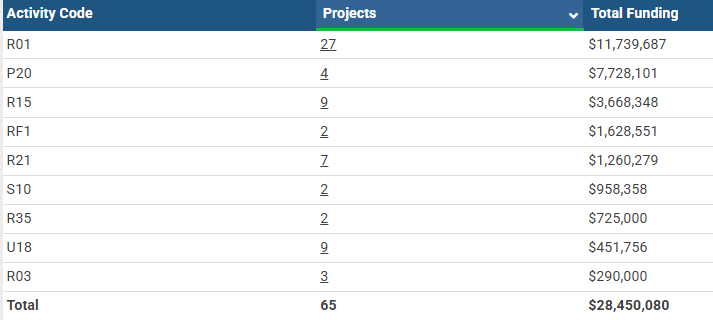 Activity Code Projects Total Funding
R01 27 $11,739,687
P20 4 $7,728,101
R15 9 $3,668,348
RF1 2 $1,628,551
R21 7 $1,260,279
S10 2 $958,358
R35 2 $725,000
U18 9 $451,756
R03 3 $290,000
Total 65 $28,450,080